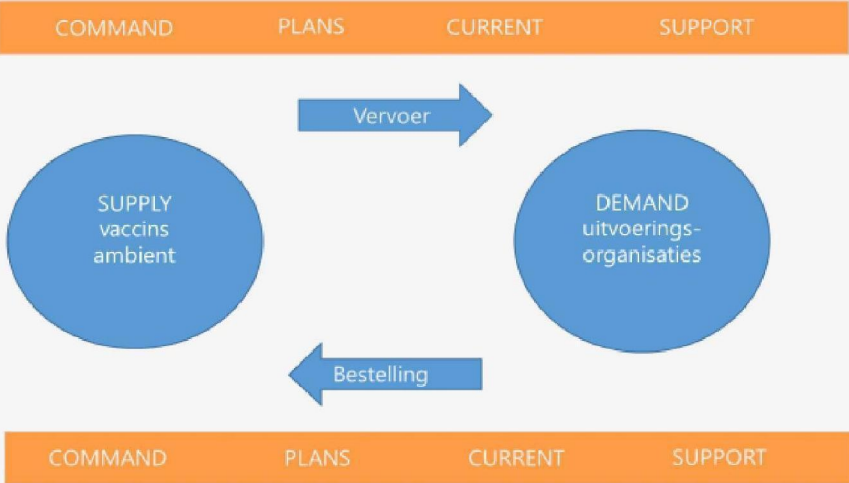 COMMAND PLANS CURRENT SUPPORT
Vervoer
SUPPLY
vaccins
ambient
DEMAND
uitvoerings-
organisaties
Bestelling
COMMAND PLANS CURRENT SUPPORT